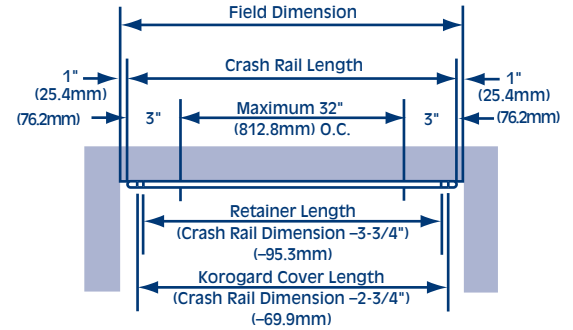 Field Dimension
Crash Rail Length
1"
(25.4mm)
1"
(25.4mm)
(76.2mm)
3"
Maximum 32"
(812.8mm) O.C.
3"
(76.2mm)
Retainer Length
(Crash Rail Dimension –3-3/4")
(–95.3mm)
Korogard Cover Length
(Crash Rail Dimension –2-3/4")
(–69.9mm)